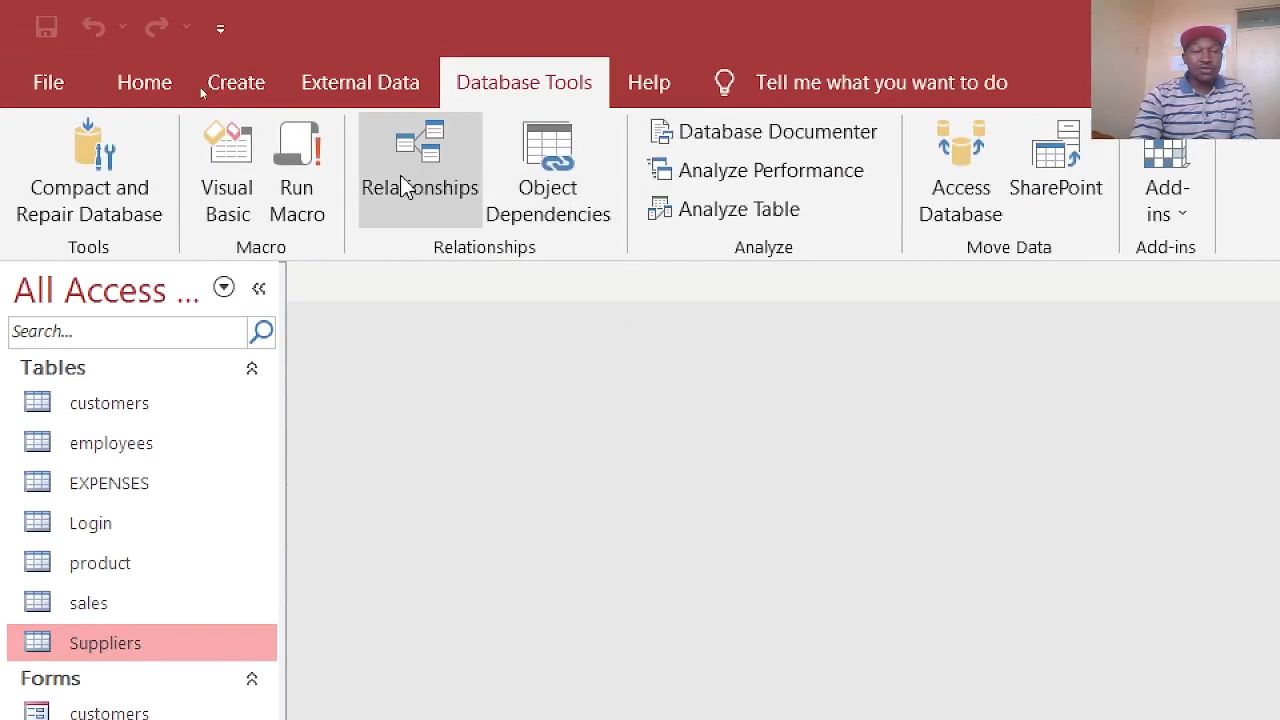 File Home Create External Data Database Tools Help Tell me what you want to do
Compact and
Repair Database
Tools
Visual
Basic
Run
Macro
Macro
Relationships
Object
Dependencies
Relationships
Database Documenter
Analyze Performance
Analyze Table
Analyze
Access
Database
SharePoint
Move Data
Add-
ins
Add-ins
All Access ...
Search...
Tables
customers
employees
EXPENSES
Login
product
sales
Suppliers
Forms
customers